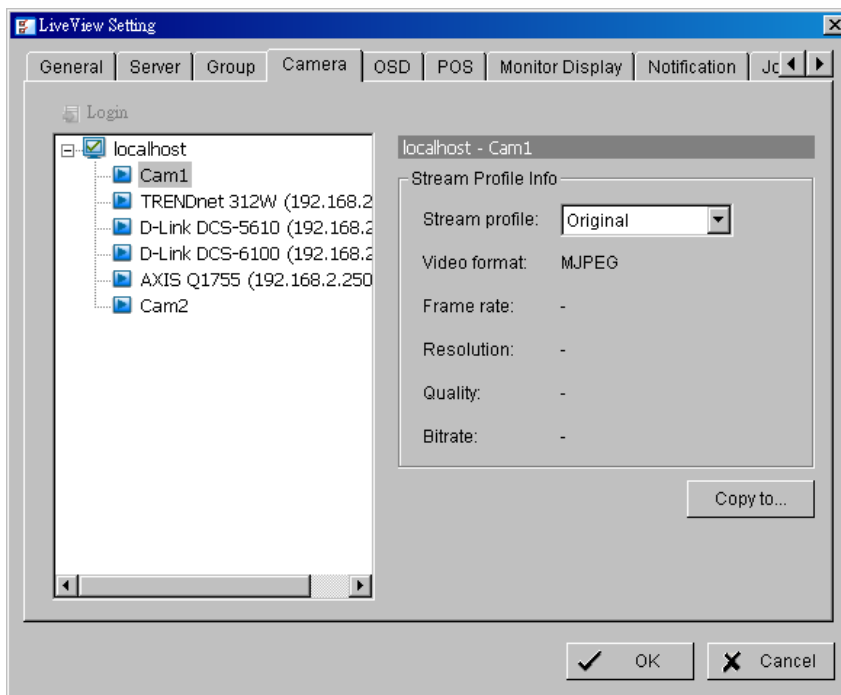 LiveView Setting
General Server Group Camera OSD POS Monitor Display Notification
Login
localhost
Cam1
TRENDnet 312W (192.168.2
D-Link DCS-5610 (192.168.2
D-Link DCS-6100 (192.168.2
AXIS Q1755 (192.168.2.250
Cam2
localhost - Cam1
Stream Profile Info
Stream profile: Original
Video format: MJPEG
Frame rate: -
Resolution: -
Quality: -
Bitrate: -
Copy to...
OK Cancel